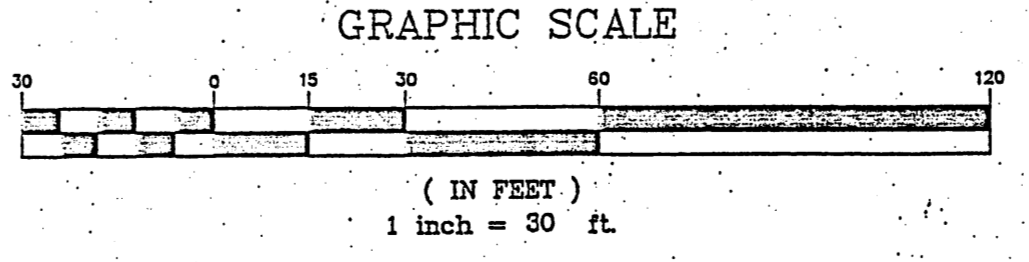 GRAPHIC SCALE
30 0 15 30 60 120
( IN FEET )
1 inch = 30 ft.